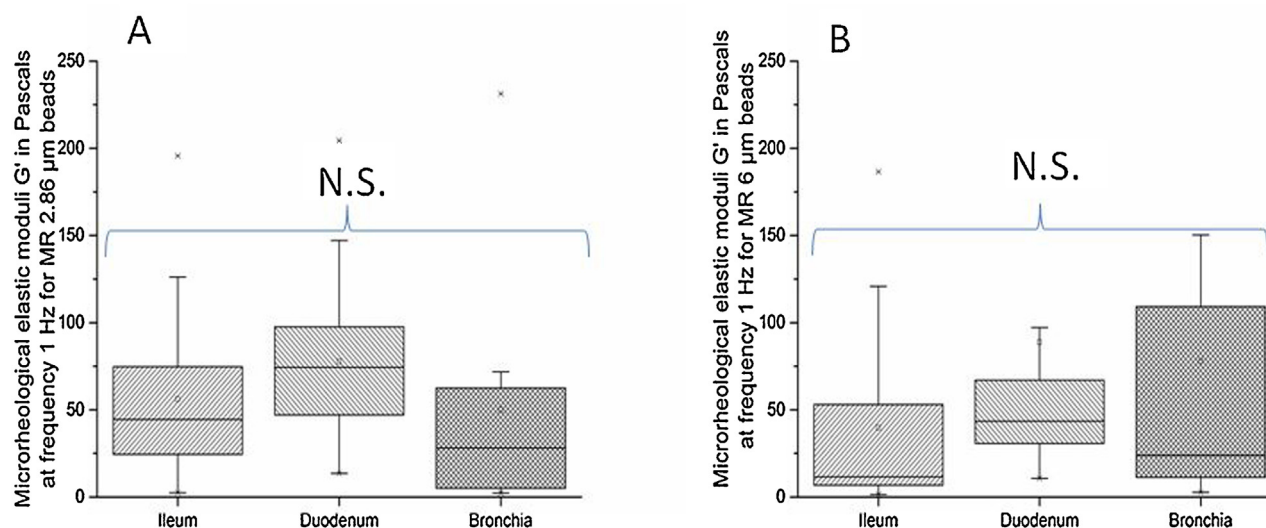 A
Microrheological elastic moduli G' in Pascals
at frequency 1 Hz for MR 2.86 µm beads
250
200
150
100
50
0
N.S.
Ileum Duodenum Bronchia
B
Microrheological elastic moduli G' in Pascals
at frequency 1 Hz for MR 6 µm beads
250
200
150
100
50
0
N.S.
Ileum Duodenum Bronchia